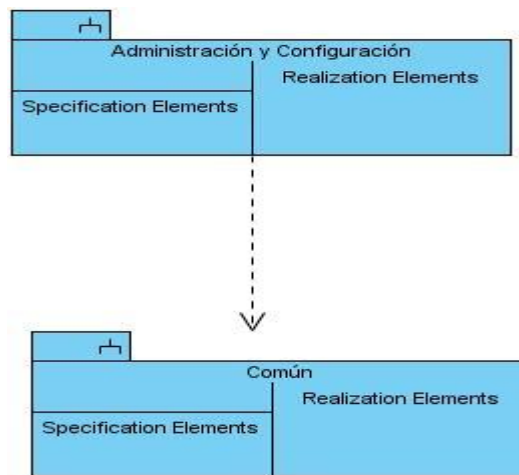 Administración y Configuración
Realization Elements
Specification Elements
Común
Realization Elements
Specification Elements